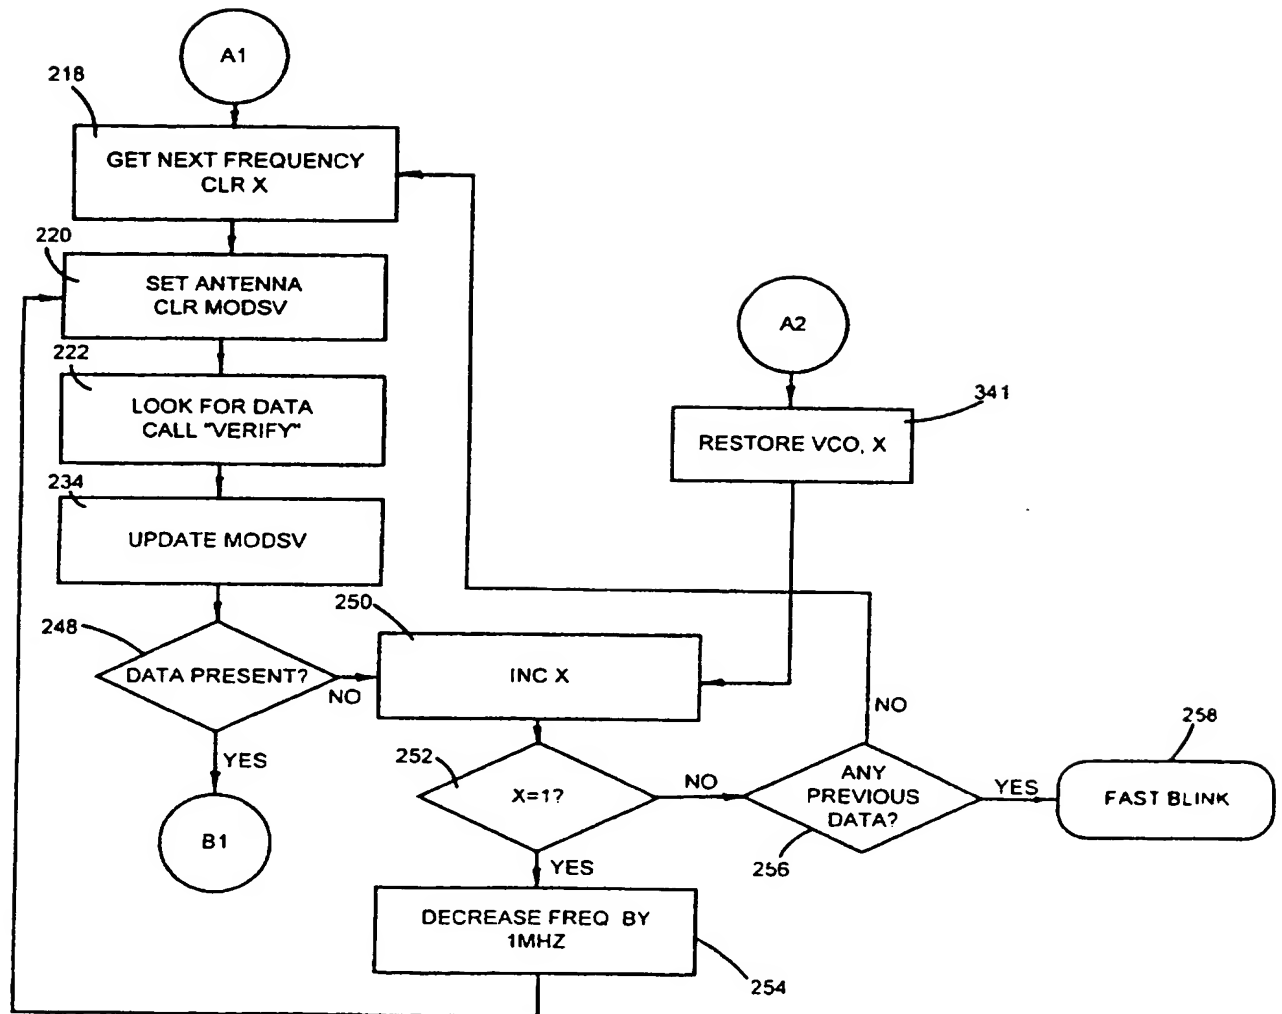 A1
218
GET NEXT FREQUENCY
CLR X
220
SET ANTENNA
CLR MODSV
A2
222
LOOK FOR DATA
CALL "VERIFY"
341
RESTORE VCO, X
234
UPDATE MODSV
250
248
DATA PRESENT?
NO
INC X
NO
258
YES
252
X=1?
NO
ANY
PREVIOUS
DATA?
YES
FAST BLINK
B1
256
YES
DECREASE FREQ BY
1MHZ
254